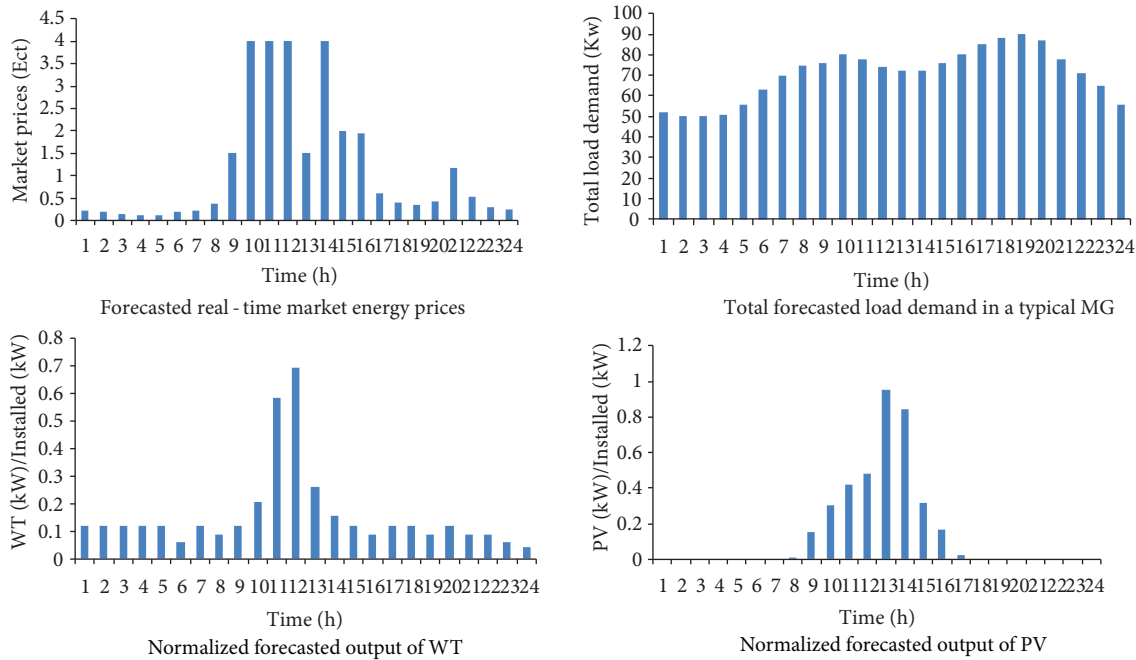 Market prices (Ect)
4.5
4
3.5
3
2.5
2
1.5
1
0.5
0
1 2 3 4 5 6 7 8 9 101112131415161718192021222324
Time (h)
Forecasted real - time market energy prices
Total load demand (Kw)
100
90
80
70
60
50
40
30
20
10
0
1 2 3 4 5 6 7 8 9 101112131415161718192021222324
Time (h)
Total forecasted load demand in a typical MG
WT (kW)/Installed (kW)
0.8
0.7
0.6
0.5
0.4
0.3
0.2
0.1
0
1 2 3 4 5 6 7 8 9 101112131415161718192021222324
Time (h)
Normalized forecasted output of WT
PV (kW)/Installed (kW)
1.2
1
0.8
0.6
0.4
0.2
0
1 2 3 4 5 6 7 8 9 101112131415161718192021222324
Time (h)
Normalized forecasted output of PV